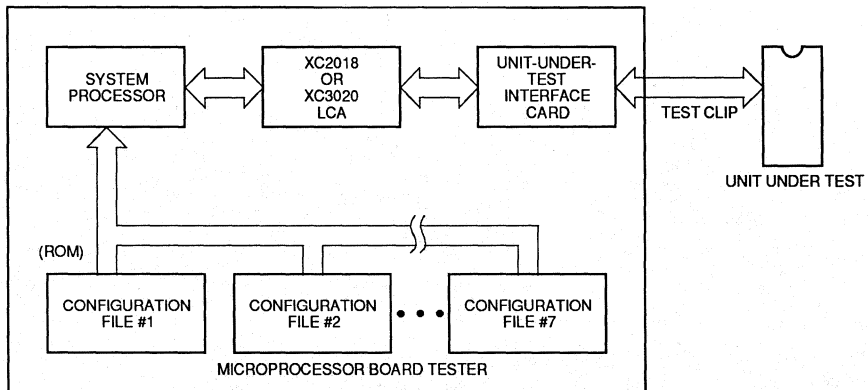 SYSTEM
PROCESSOR
XC2018
OR
XC3020
LCA
UNIT-UNDER-
TEST
INTERFACE
CARD
TEST CLIP
UNIT UNDER TEST
(ROM)
CONFIGURATION
FILE #1
CONFIGURATION
FILE #2
CONFIGURATION
FILE #7
MICROPROCESSOR BOARD TESTER